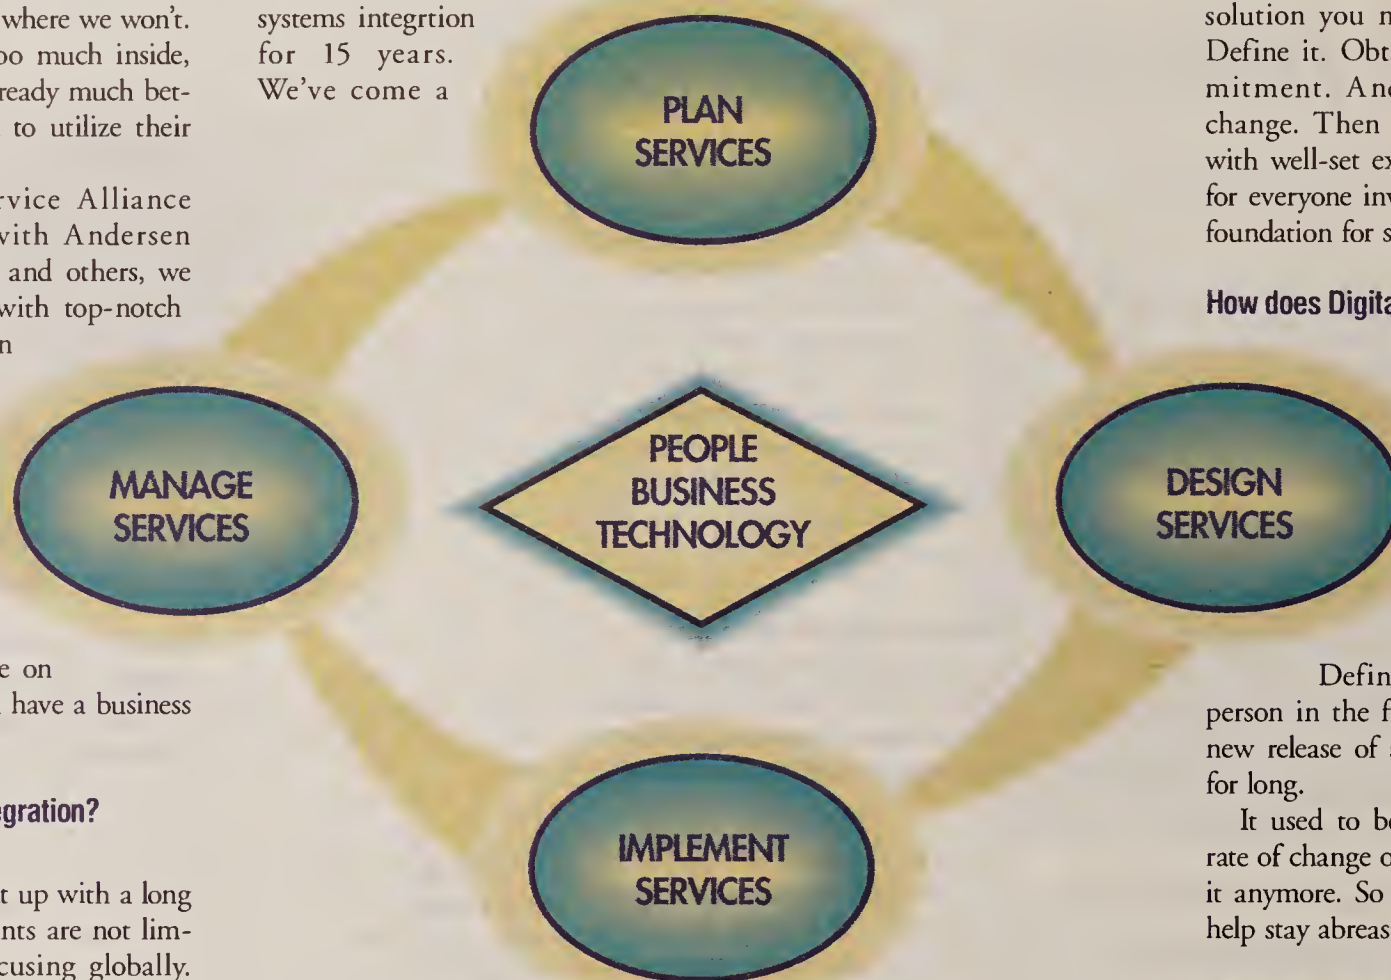 where we won't.
oo much inside,
ready much bet-
to utilize their
rvice Alliance
with Andersen
and others, we
with top-notch
n
e on
have a business
egration?
t up with a long
nts are not lim-
cusing globally.
systems integrtion
for 15 years.
We've come a
PLAN
SERVICES
MANAGE
SERVICES
PEOPLE
BUSINESS
TECHNOLOGY
DESIGN
SERVICES
IMPLEMENT
SERVICES
solution you n
Define it. Obt
mitment. And
change. Then
with well-set ex
for everyone inv
foundation for s
How does Digita
Defin
person in the f
new release of
for long.
It used to be
rate of change o
it anymore. So
help stay abreas